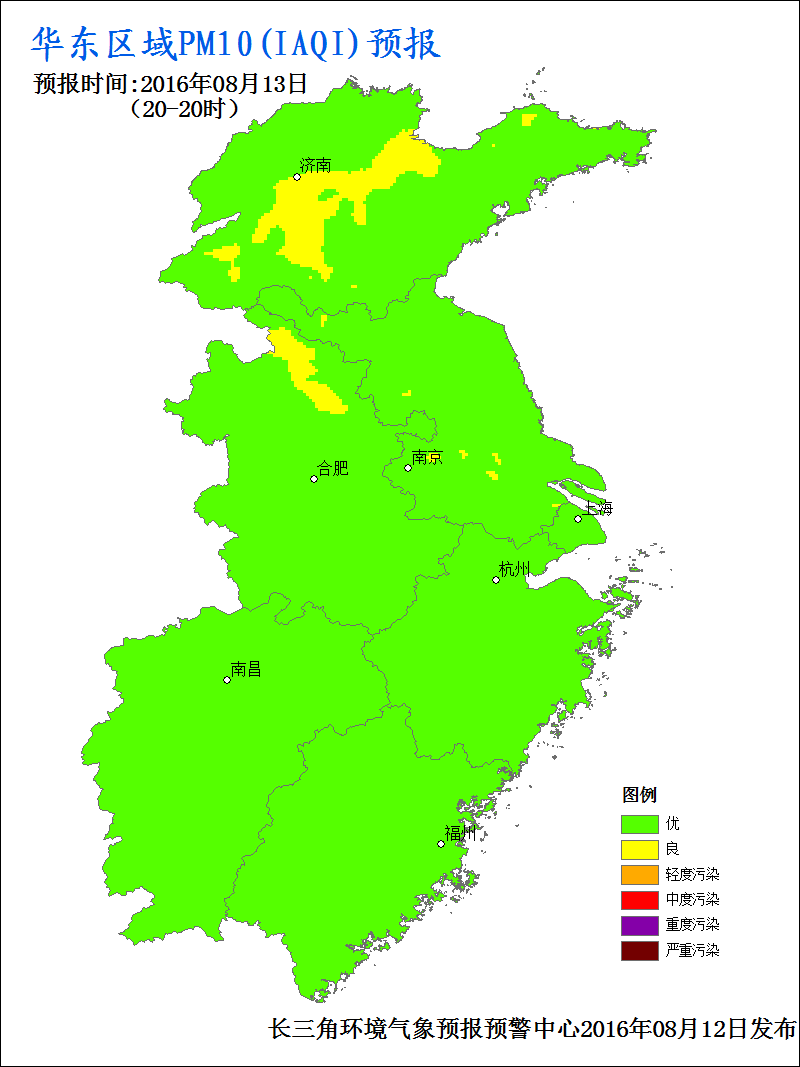 华东区域PM10(IAQI)预报
预报时间:2016年08月13日
(20-20时)
济南
南京
合肥
上海
杭州
南昌
福州
图例
优
良
轻度污染
中度污染
重度污染
严重污染
长三角环境气象预报预警中心2016年08月12日发布